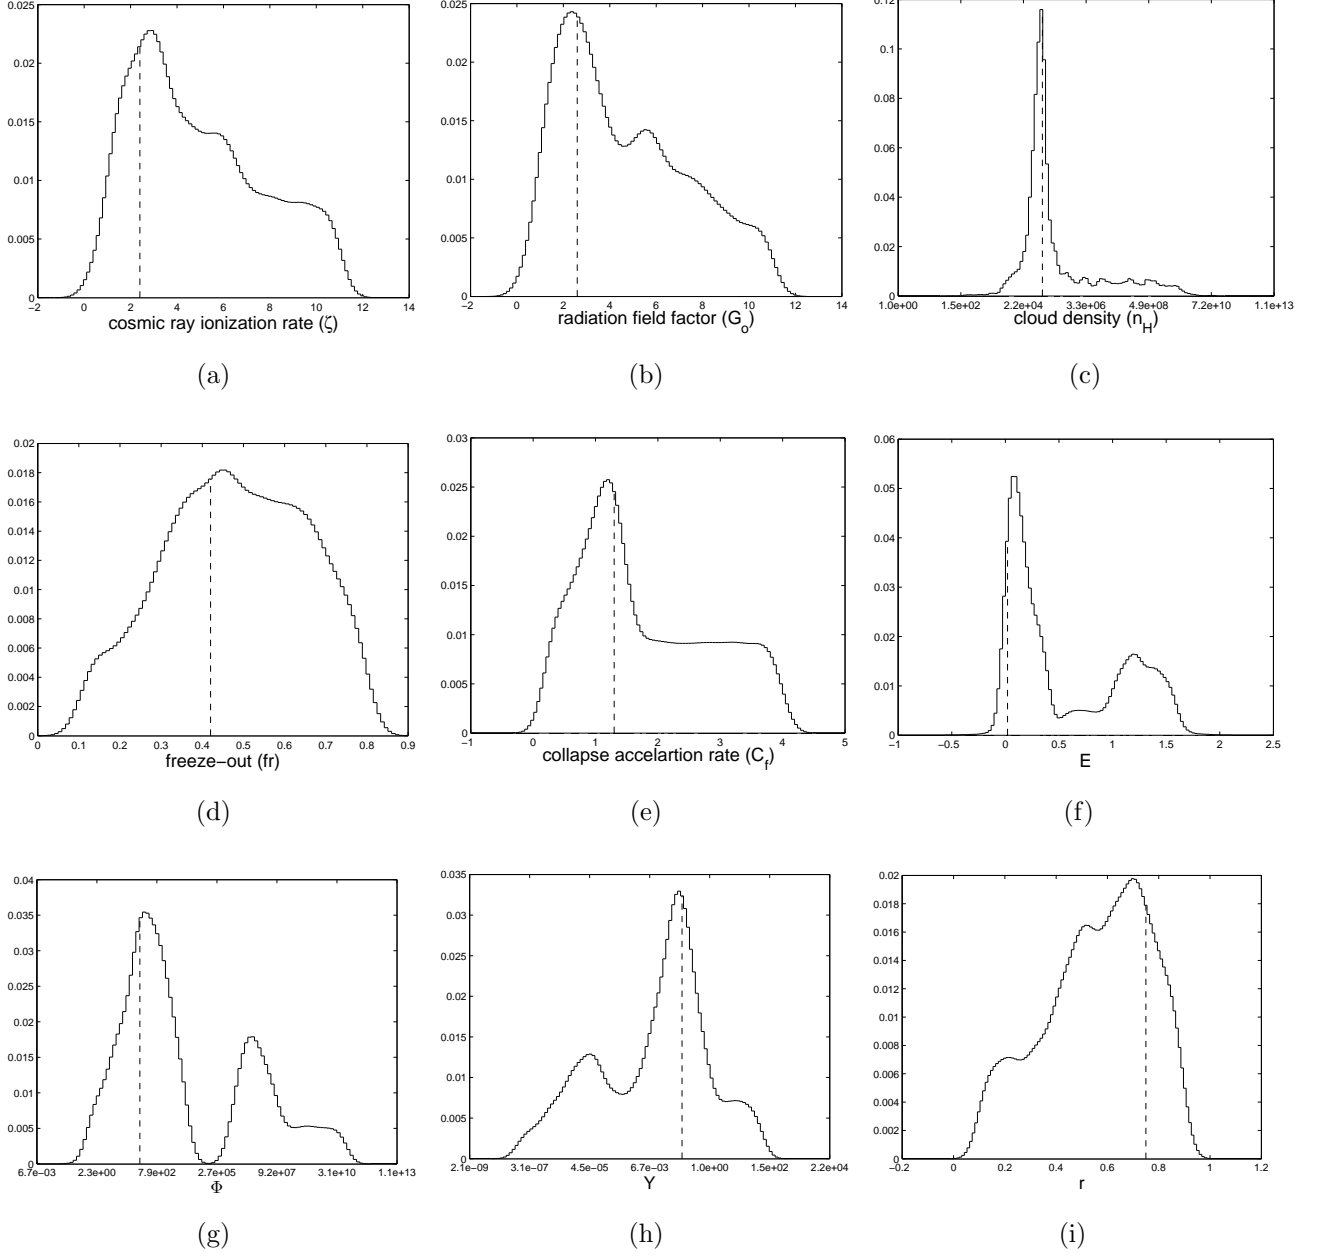 0.025
0.02
0.015
0.01
0.005
0
−2 0 2 4 6 8 10 12 14
cosmic ray ionization rate (ζ)
(a)
0.025
0.02
0.015
0.01
0.005
0
−2 0 2 4 6 8 10 12 14
radiation field factor (Go)
(b)
0.12
0.1
0.08
0.06
0.04
0.02
0
1.0e+00 1.5e+02 2.2e+04 3.3e+06 4.9e+08 7.2e+10 1.1e+13
cloud density (nH)
(c)
0.02
0.018
0.016
0.014
0.012
0.01
0.008
0.006
0.004
0.002
0
0 0.1 0.2 0.3 0.4 0.5 0.6 0.7 0.8 0.9
freeze−out (fr)
(d)
0.03
0.025
0.02
0.015
0.01
0.005
0
−1 0 1 2 3 4 5
collapse accelartion rate (Cf)
(e)
0.06
0.05
0.04
0.03
0.02
0.01
0
−1 −0.5 0 0.5 1 1.5 2 2.5
E
(f)
0.04
0.035
0.03
0.025
0.02
0.015
0.01
0.005
0
6.7e−03 2.3e+00 7.9e+02 2.7e+05 9.2e+07 3.1e+10 1.1e+13
Φ
(g)
0.035
0.03
0.025
0.02
0.015
0.01
0.005
0
2.1e−09 3.1e−07 4.5e−05 6.7e−03 1.0e+00 1.5e+02 2.2e+04
Y
(h)
0.02
0.018
0.016
0.014
0.012
0.01
0.008
0.006
0.004
0.002
0
−0.2 0 0.2 0.4 0.6 0.8 1 1.2
r
(i)